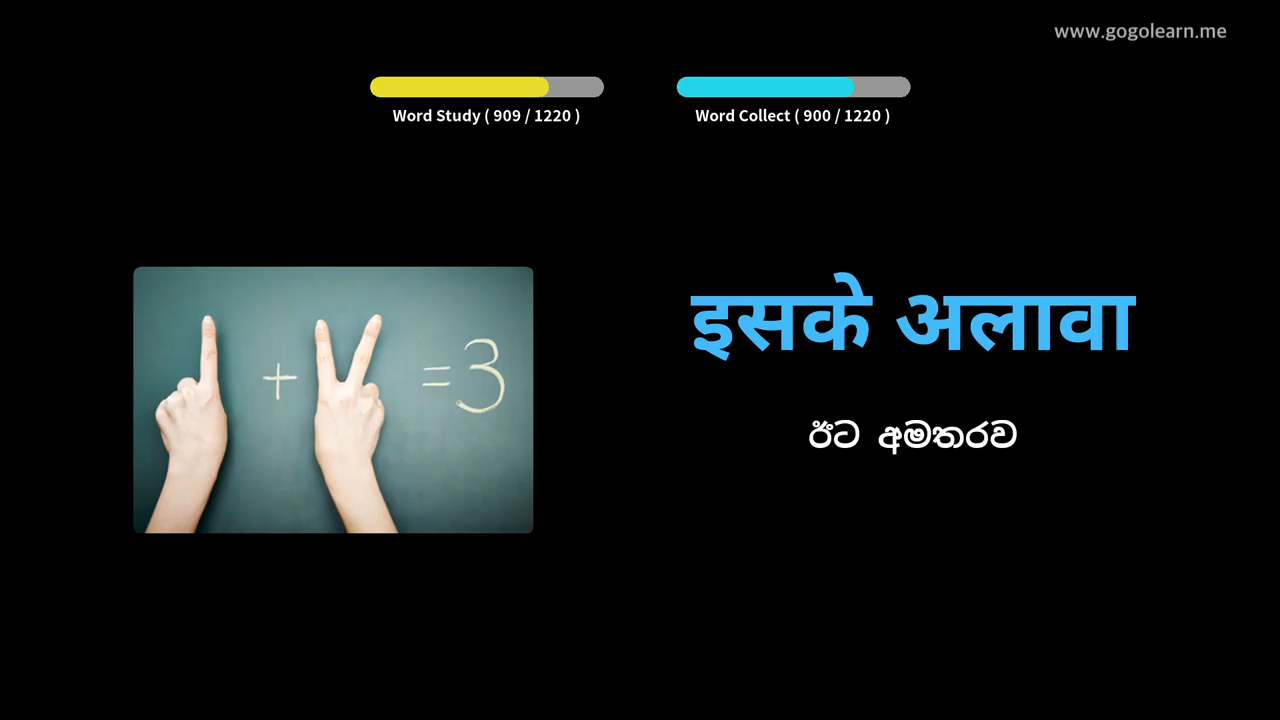 www.gogolearn.me
Word Study ( 909 / 1220 )
Word Collect ( 900 / 1220 )
+ = 3
इसके अलावा
ඊට අමතරව